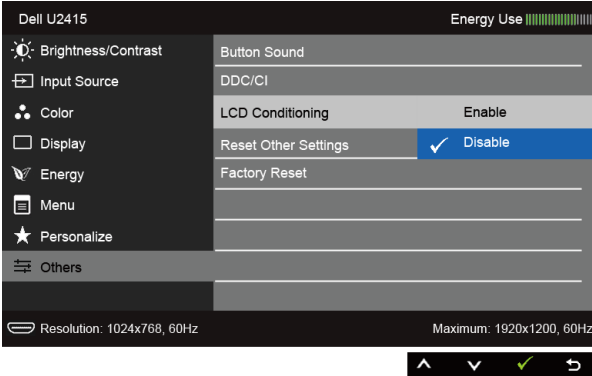 Dell U2415 Energy Use
Brightness/Contrast Button Sound
Input Source DDC/CI
Color LCD Conditioning Enable
Display Reset Other Settings Disable
Energy Factory Reset
Menu
Personalize
Others
Resolution: 1024x768, 60Hz Maximum: 1920x1200, 60Hz